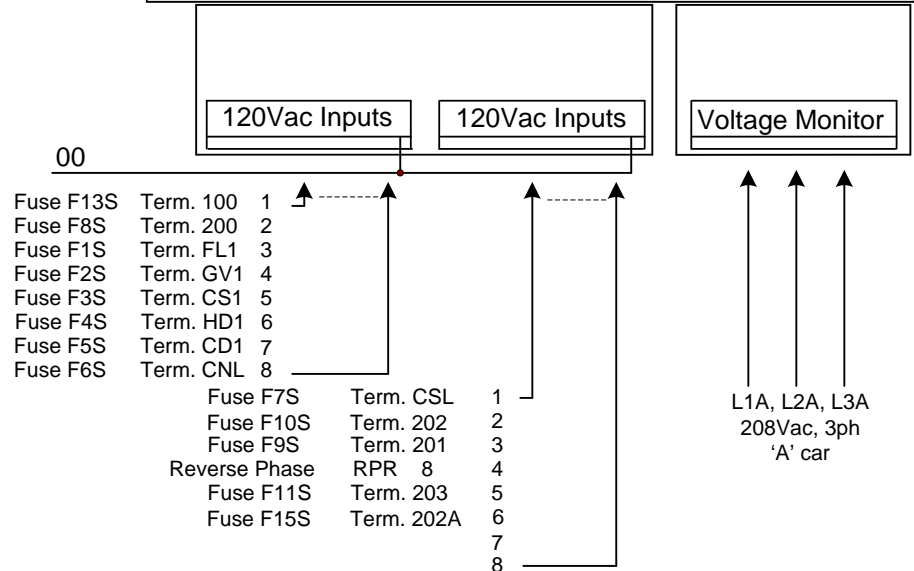 120Vac Inputs 120Vac Inputs Voltage Monitor
00
Fuse F13S Term. 100 1
Fuse F8S Term. 200 2
Fuse F1S Term. FL1 3
Fuse F2S Term. GV1 4
Fuse F3S Term. CS1 5
Fuse F4S Term. HD1 6
Fuse F5S Term. CD1 7
Fuse F6S Term. CNL 8
Fuse F7S Term. CSL 1
Fuse F10S Term. 202 2
Fuse F9S Term. 201 3
Reverse Phase RPR 8 4
Fuse F11S Term. 203 5
Fuse F15S Term. 202A 6
7
8
L1A, L2A, L3A
208Vac, 3ph
‘A’ car